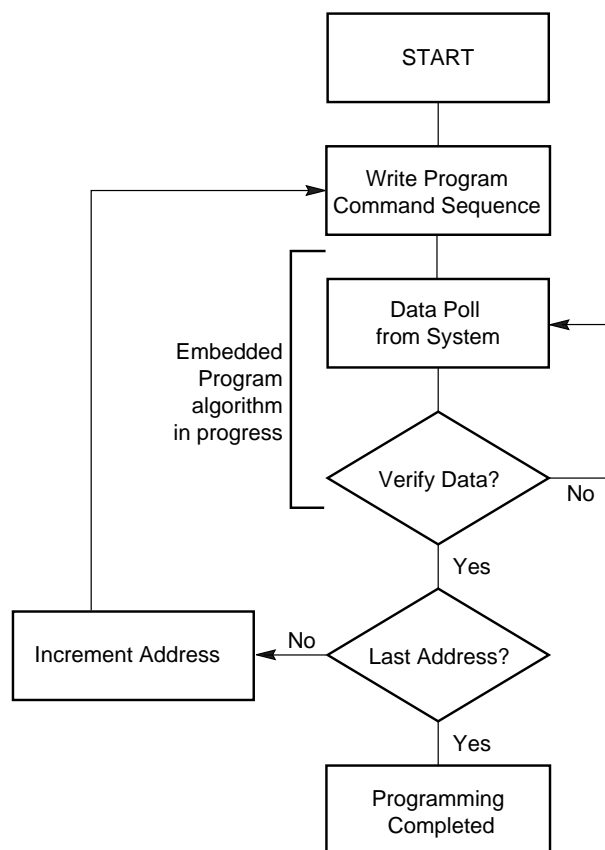 START
Write Program
Command Sequence
Data Poll
from System
Embedded
Program
algorithm
in progress
Verify Data?
No
Yes
Increment Address
No
Last Address?
Yes
Programming
Completed